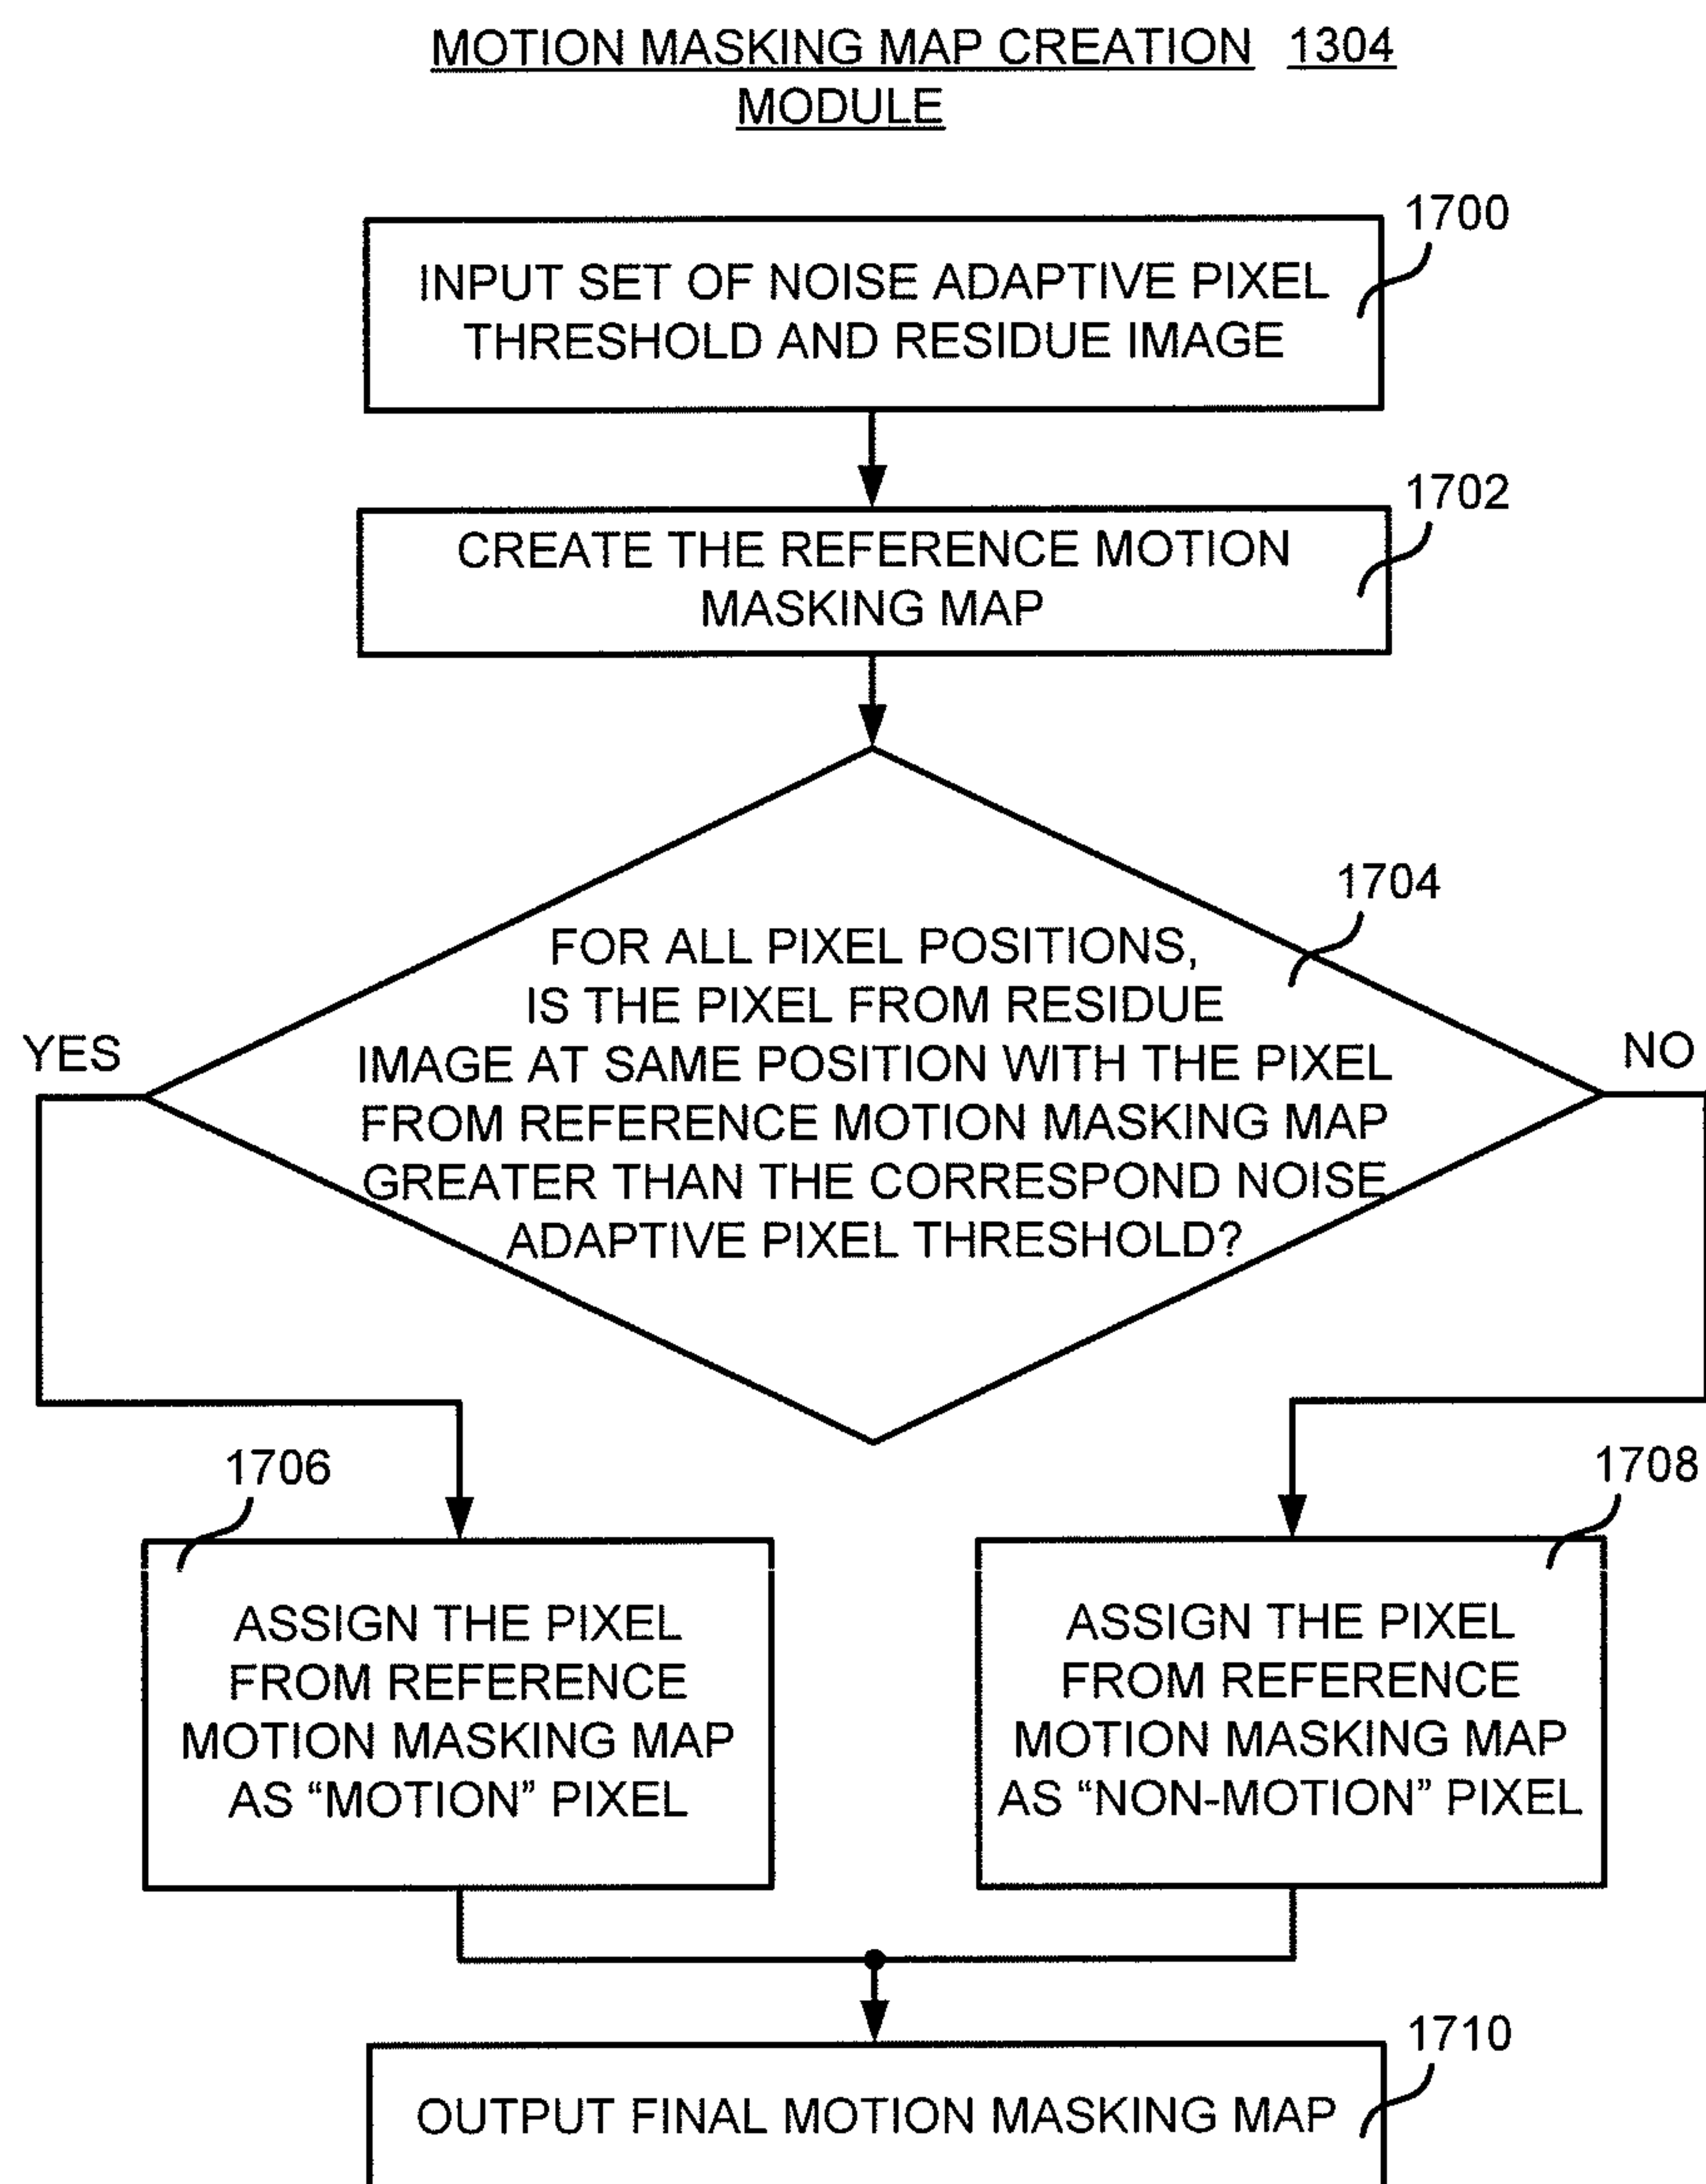 MOTION MASKING MAP CREATION 1304
MODULE
1700
INPUT SET OF NOISE ADAPTIVE PIXEL
THRESHOLD AND RESIDUE IMAGE
1702
CREATE THE REFERENCE MOTION
MASKING MAP
1704
FOR ALL PIXEL POSITIONS,
IS THE PIXEL FROM RESIDUE
IMAGE AT SAME POSITION WITH THE PIXEL
FROM REFERENCE MOTION MASKING MAP
GREATER THAN THE CORRESPOND NOISE
ADAPTIVE PIXEL THRESHOLD?
YES
NO
1706
ASSIGN THE PIXEL
FROM REFERENCE
MOTION MASKING MAP
AS “MOTION” PIXEL
1708
ASSIGN THE PIXEL
FROM REFERENCE
MOTION MASKING MAP
AS “NON-MOTION” PIXEL
1710
OUTPUT FINAL MOTION MASKING MAP